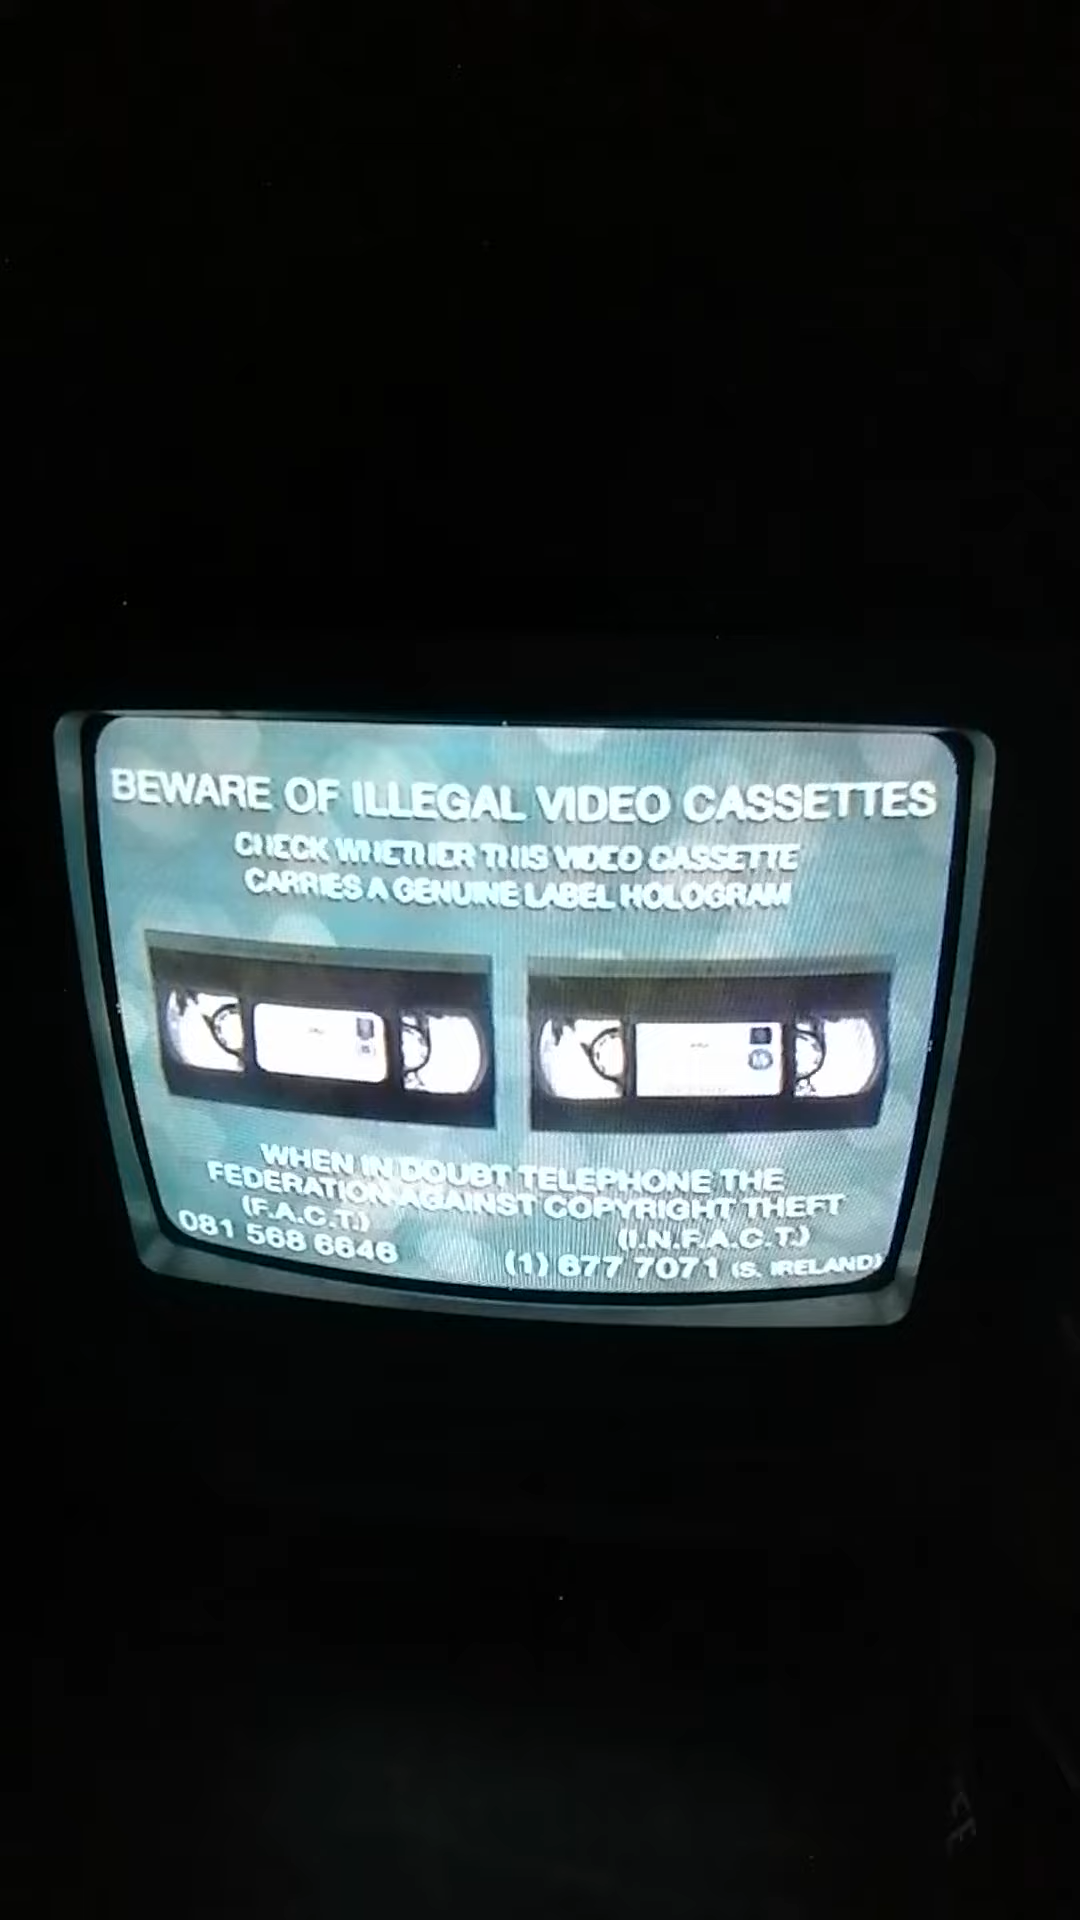 BEWARE OF ILLEGAL VIDEO CASSETTES
CHECK WHETHER THIS VIDEO CASSETTE
CARRIES A GENUINE LABEL HOLOGRAM
WHEN IN DOUBT TELEPHONE THE
FEDERATION AGAINST COPYRIGHT THEFT
(F.A.C.T.) (I.N.F.A.C.T.)
081 568 6646 (1) 677 7071 (S. IRELAND)